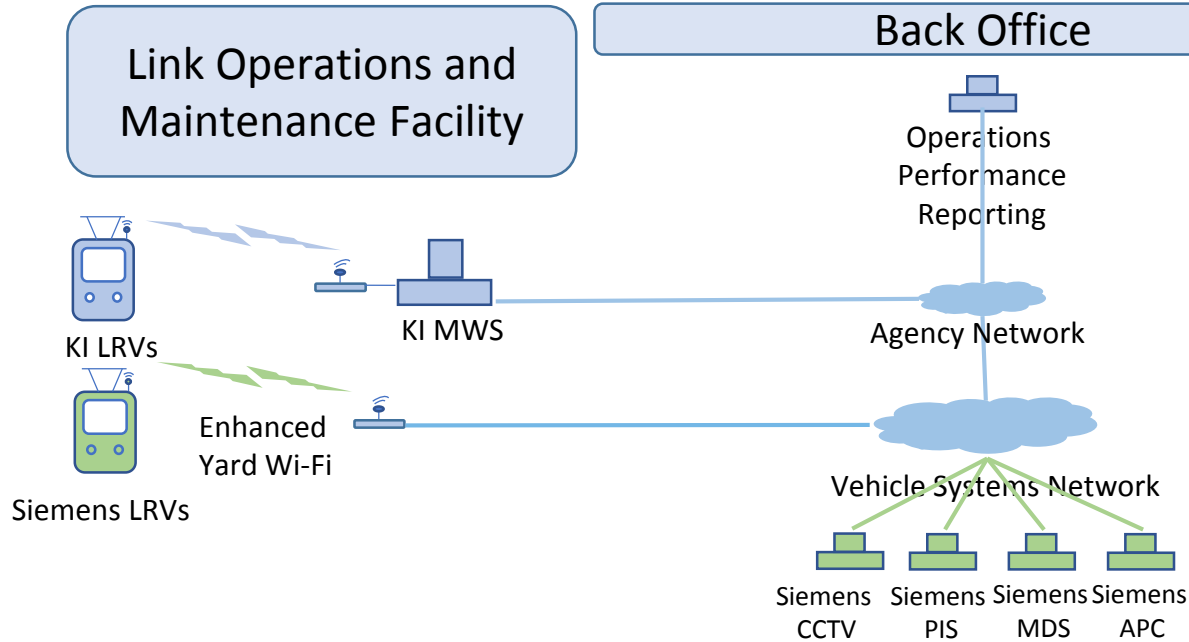 Link Operations and
Maintenance Facility
Back Office
Operations
Performance
Reporting
KI LRVs
KI MWS
Agency Network
Enhanced
Yard Wi-Fi
Siemens LRVs
Vehicle Systems Network
Siemens
CCTV
Siemens
PIS
Siemens
MDS
Siemens
APC